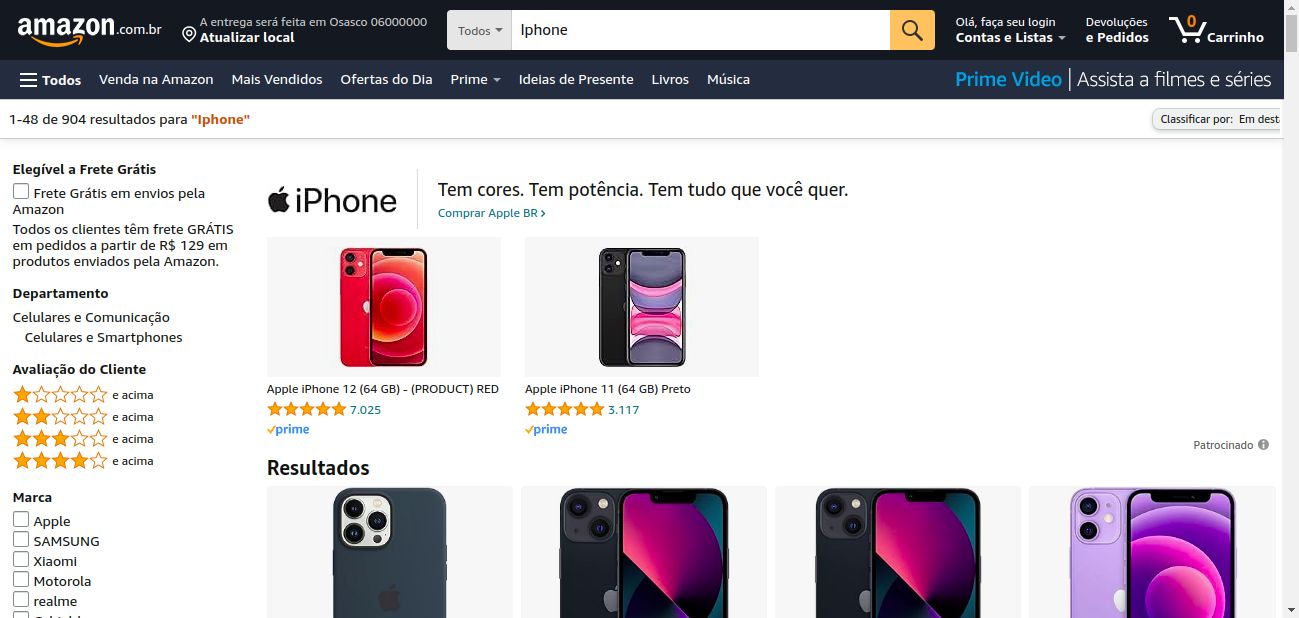 amazon.com.br
A entrega será feita em Osasco 06000000
Atualizar local
Todos
Iphone
Olá, faça seu login
Contas e Listas
Devoluções
e Pedidos
0
Carrinho
Todos
Venda na Amazon
Mais Vendidos
Ofertas do Dia
Prime
Ideias de Presente
Livros
Música
Prime Video | Assista a filmes e séries
1-48 de 904 resultados para "Iphone"
Classificar por: Em dest
Elegível a Frete Grátis
Frete Grátis em envios pela
Amazon
Todos os clientes têm frete GRÁTIS
em pedidos a partir de R$ 129 em
produtos enviados pela Amazon.
Departamento
Celulares e Comunicação
Celulares e Smartphones
Avaliação do Cliente
e acima
e acima
e acima
e acima
Marca
Apple
SAMSUNG
Xiaomi
Motorola
realme
iPhone
Tem cores. Tem potência. Tem tudo que você quer.
Comprar Apple BR ›
Apple iPhone 12 (64 GB) - (PRODUCT) RED
7.025
prime
Apple iPhone 11 (64 GB) Preto
3.117
prime
Patrocinado
Resultados